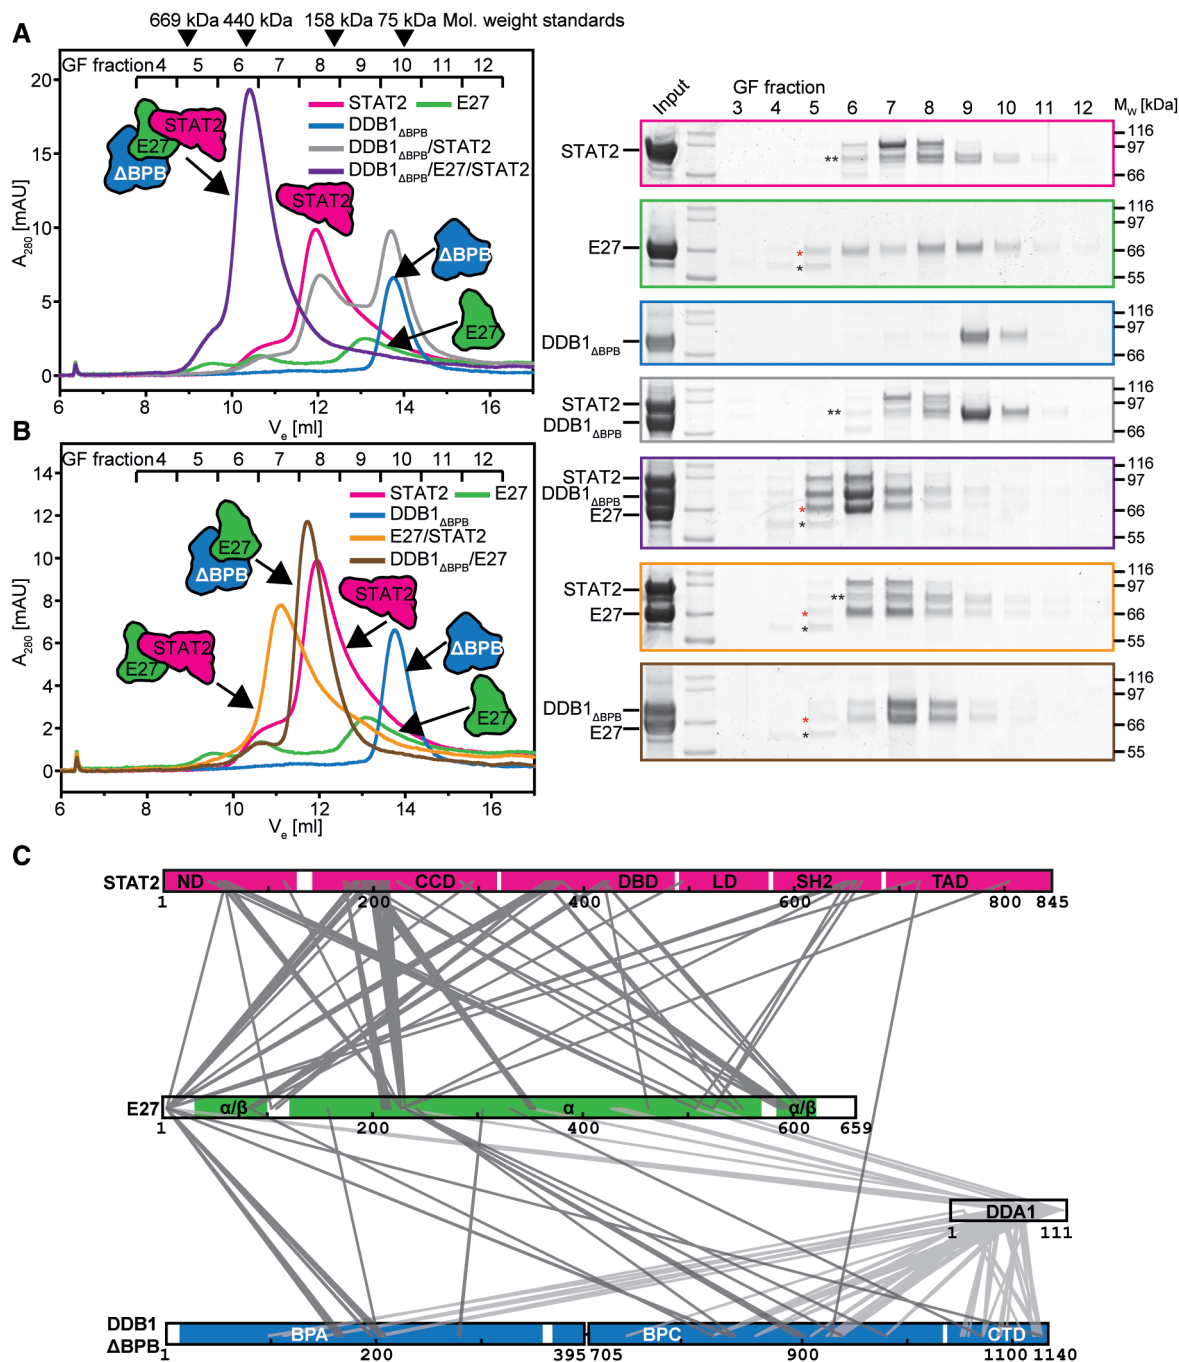 669 kDa 440 kDa 158 kDa 75 kDa Mol. weight standards
A
GF fraction 4 5 6 7 8 9 10 11 12
20
15
10
5
0
A280 [mAU]
STAT2 E27
DDB1ΔBPB
DDB1ΔBPB/STAT2
DDB1ΔBPB/E27/STAT2
STAT2
E27
ΔBPB
STAT2
ΔBPB
E27
6 8 10 12 14 16
Ve [ml]
B
GF fraction 4 5 6 7 8 9 10 11 12
14
12
10
8
6
4
2
0
A280 [mAU]
STAT2 E27
DDB1ΔBPB
E27/STAT2
DDB1ΔBPB/E27
E27
ΔBPB
STAT2
ΔBPB
E27
STAT2
E27
6 8 10 12 14 16
Ve [ml]
Input
GF fraction
3 4 5 6 7 8 9 10 11 12
MW [kDa]
STAT2
**
116
97
66
E27
*
*
116
97
66
55
DDB1ΔBPB
116
97
66
STAT2
DDB1ΔBPB
**
116
97
66
STAT2
DDB1ΔBPB
E27
*
*
116
97
66
55
STAT2
E27
**
*
*
116
97
66
55
DDB1ΔBPB
E27
*
*
116
97
66
55
C
STAT2 ND CCD DBD LD SH2 TAD
1 200 400 600 800 845
E27 α/β α α/β
1 200 400 600 659
DDA1
1 111
DDB1
ΔBPB
BPA BPC CTD
1 200 395 705 900 1100 1140